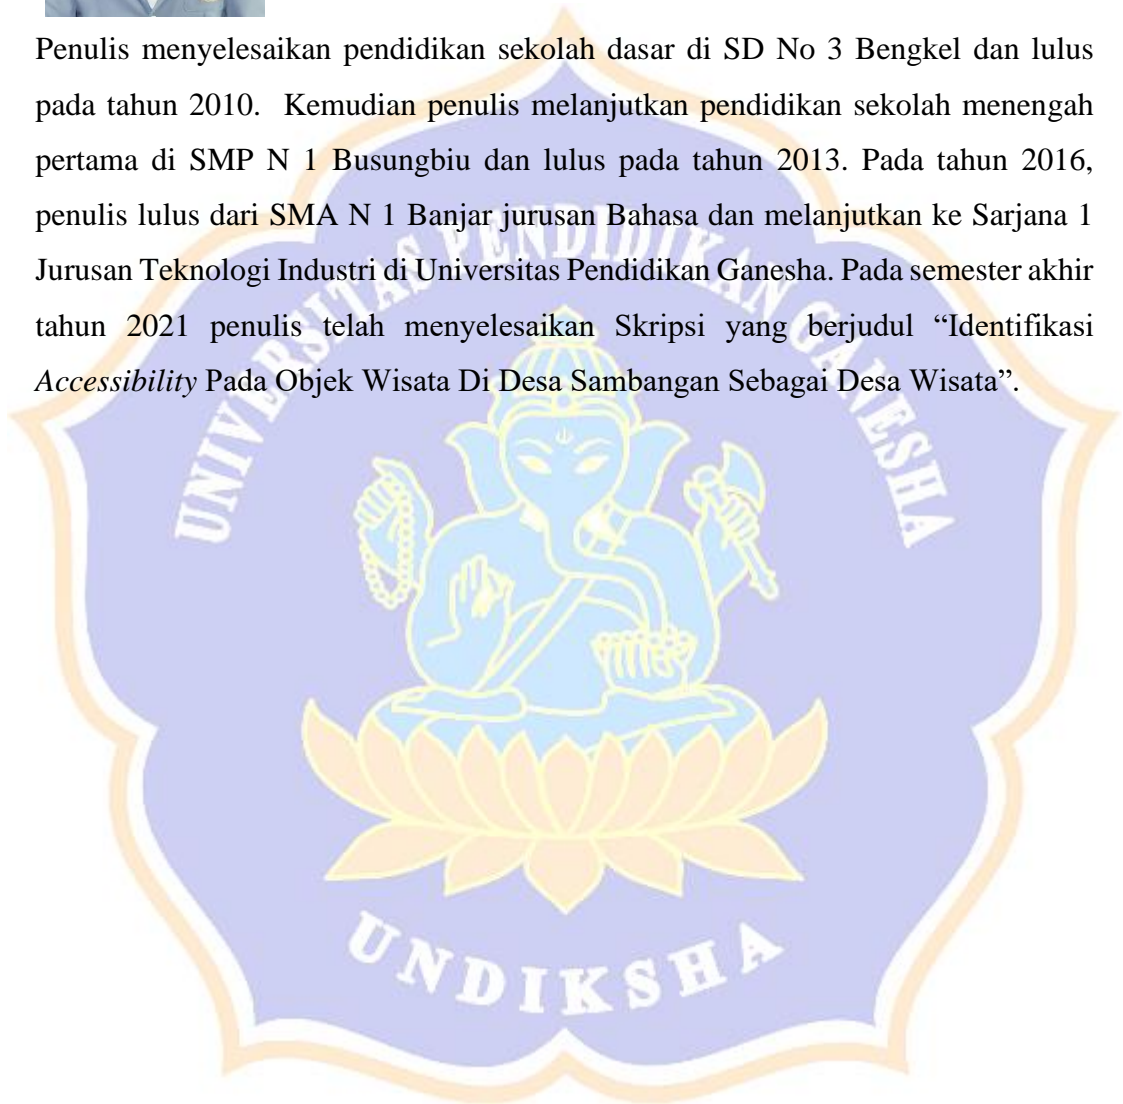 Penulis menyelesaikan pendidikan sekolah dasar di SD No 3 Bengkel dan lulus
pada tahun 2010. Kemudian penulis melanjutkan pendidikan sekolah menengah
pertama di SMP N 1 Busungbiu dan lulus pada tahun 2013. Pada tahun 2016,
penulis lulus dari SMA N 1 Banjar jurusan Bahasa dan melanjutkan ke Sarjana 1
Jurusan Teknologi Industri di Universitas Pendidikan Ganesha. Pada semester akhir
tahun 2021 penulis telah menyelesaikan Skripsi yang berjudul “Identifikasi
Accessibility Pada Objek Wisata Di Desa Sambangan Sebagai Desa Wisata”.
UNIVERSITAS PENDIDIKAN GANESHA
UNDIKSHA